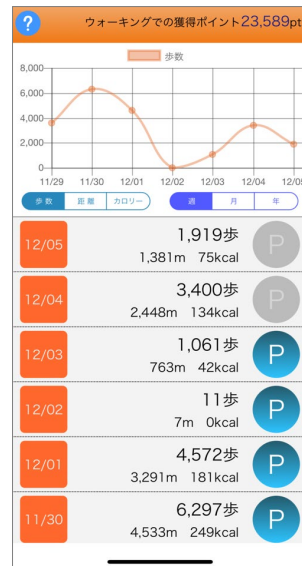 ?
ウォーキングでの獲得ポイント23,589pt
歩数
8,000
6,000
4,000
2,000
0
11/29 11/30 12/01 12/02 12/03 12/04 12/05
歩数 距離 カロリー 週 月 年
12/05 1,919歩 P
1,381m 75kcal
12/04 3,400歩 P
2,448m 134kcal
12/03 1,061歩 P
763m 42kcal
12/02 11歩 P
7m 0kcal
12/01 4,572歩 P
3,291m 181kcal
11/30 6,297歩 P
4,533m 249kcal